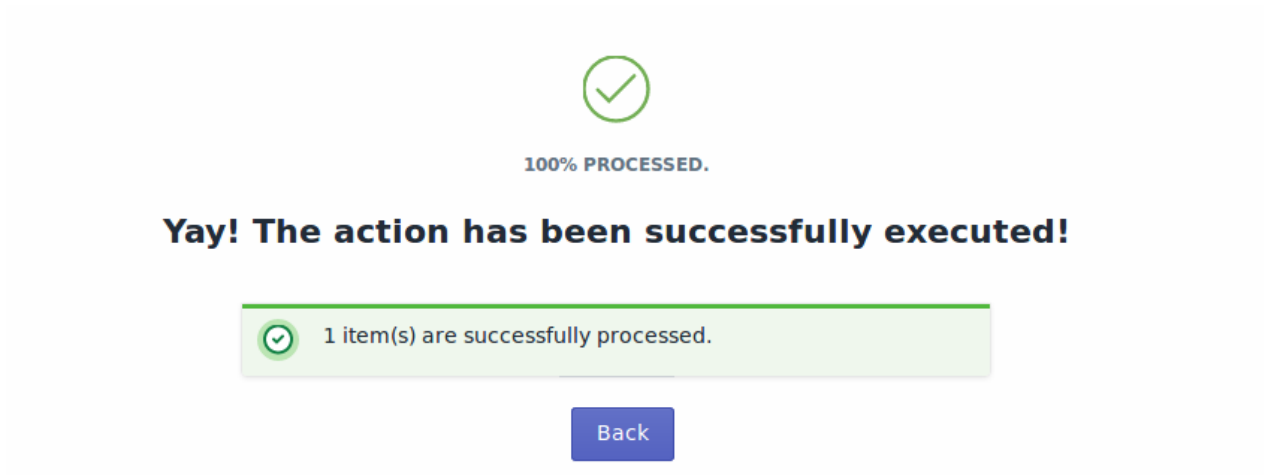 100% PROCESSED.
Yay! The action has been successfully executed!
1 item(s) are successfully processed.
Back